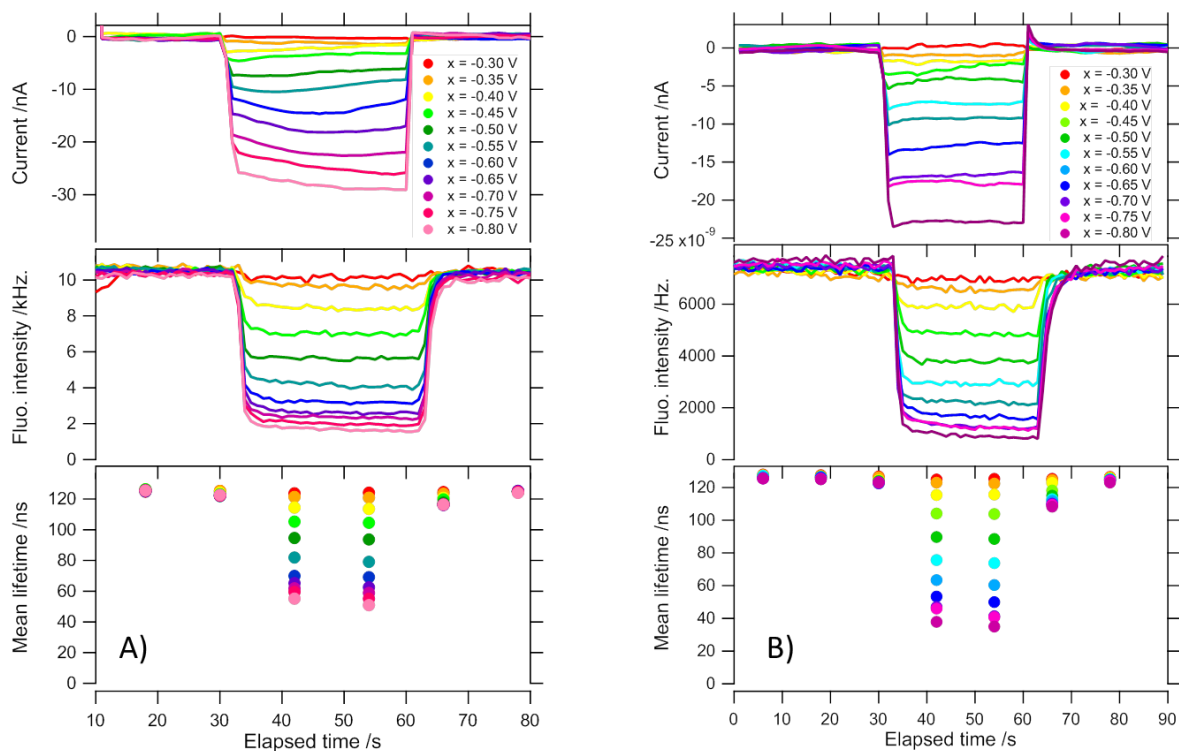 Current /nA
0
-10
-20
-30
x = -0.30 V
x = -0.35 V
x = -0.40 V
x = -0.45 V
x = -0.50 V
x = -0.55 V
x = -0.60 V
x = -0.65 V
x = -0.70 V
x = -0.75 V
x = -0.80 V
Fluo. intensity /kHz.
10
8
6
4
2
0
Mean lifetime /ns
120
100
80
60
40
20
0
A)
10 20 30 40 50 60 70 80
Elapsed time /s
Current /nA
0
-5
-10
-15
-20
-25 x10⁻⁹
x = -0.30 V
x = -0.35 V
x = -0.40 V
x = -0.45 V
x = -0.50 V
x = -0.55 V
x = -0.60 V
x = -0.65 V
x = -0.70 V
x = -0.75 V
x = -0.80 V
Fluo. intensity /Hz.
6000
4000
2000
0
Mean lifetime /ns
120
100
80
60
40
20
0
B)
0 10 20 30 40 50 60 70 80 90
Elapsed time /s